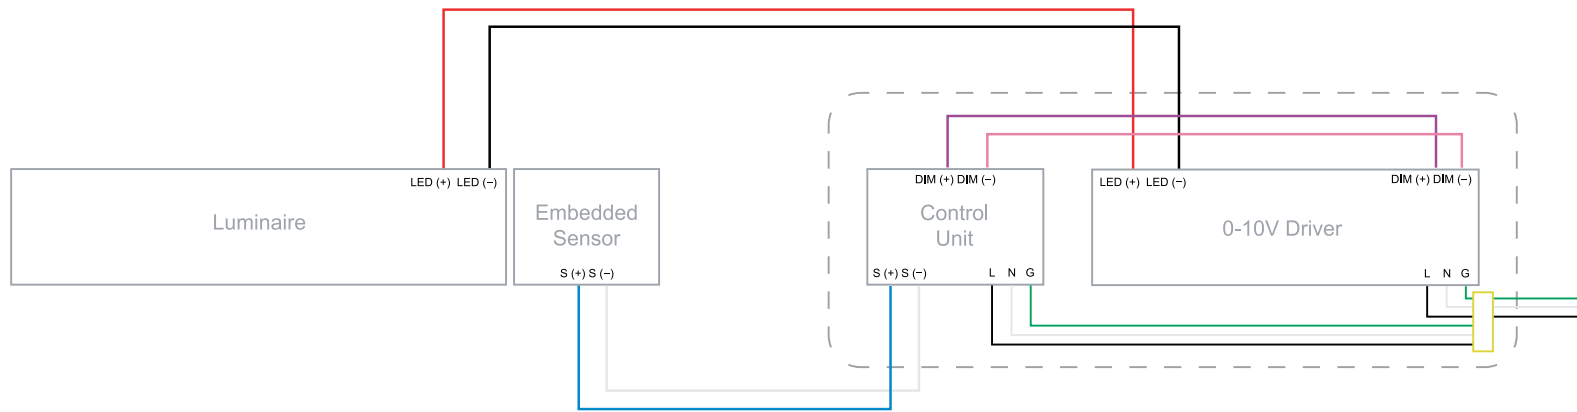 LED (+) LED (–)
Luminaire
Embedded
Sensor
S (+) S (–)
DIM (+) DIM (–)
Control
Unit
S (+) S (–)
L N G
LED (+) LED (–)
DIM (+) DIM (–)
0-10V Driver
L N G